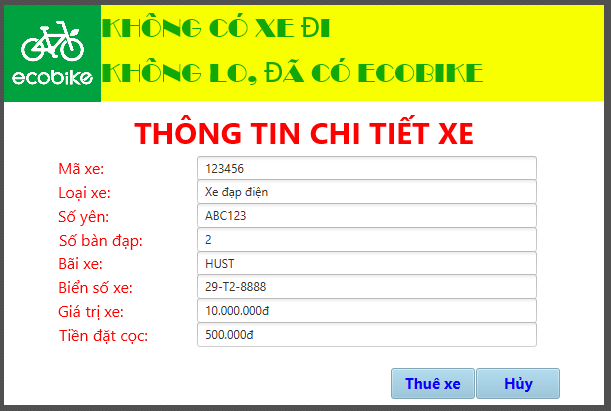 KHÔNG CÓ XE ĐI
KHÔNG LO, ĐÃ CÓ ECOBIKE
ecobike
THÔNG TIN CHI TIẾT XE
Mã xe: 123456
Loại xe: Xe đạp điện
Số yên: ABC123
Số bàn đạp: 2
Bãi xe: HUST
Biển số xe: 29-T2-8888
Giá trị xe: 10.000.000đ
Tiền đặt cọc: 500.000đ
Thuê xe Hủy